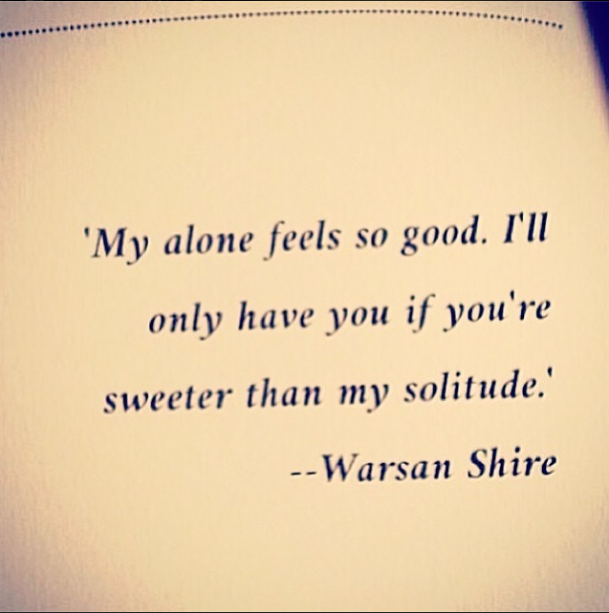 'My alone feels so good. I'll
only have you if you're
sweeter than my solitude.'
--Warsan Shire